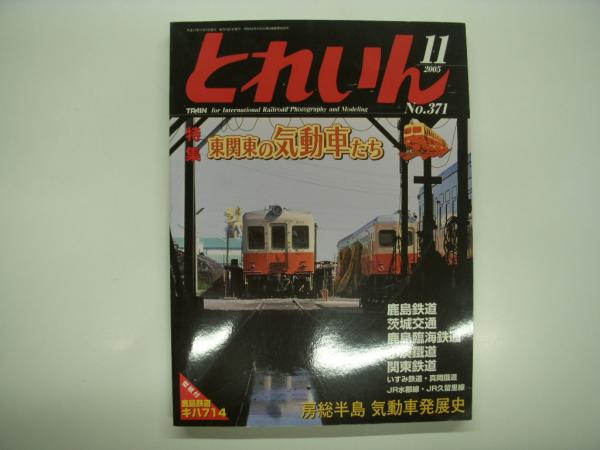 とれいん
11
2005
No.371
TRAIN for International Railroad Photography and Modeling
特集
東関東の気動車たち
鹿島鉄道
茨城交通
鹿島臨海鉄道
鐵道
関東鉄道
いすみ鉄道・真岡鐵道
JR水郡線・JR久留里線
鹿島鉄道
キハ714
房総半島 気動車発展史